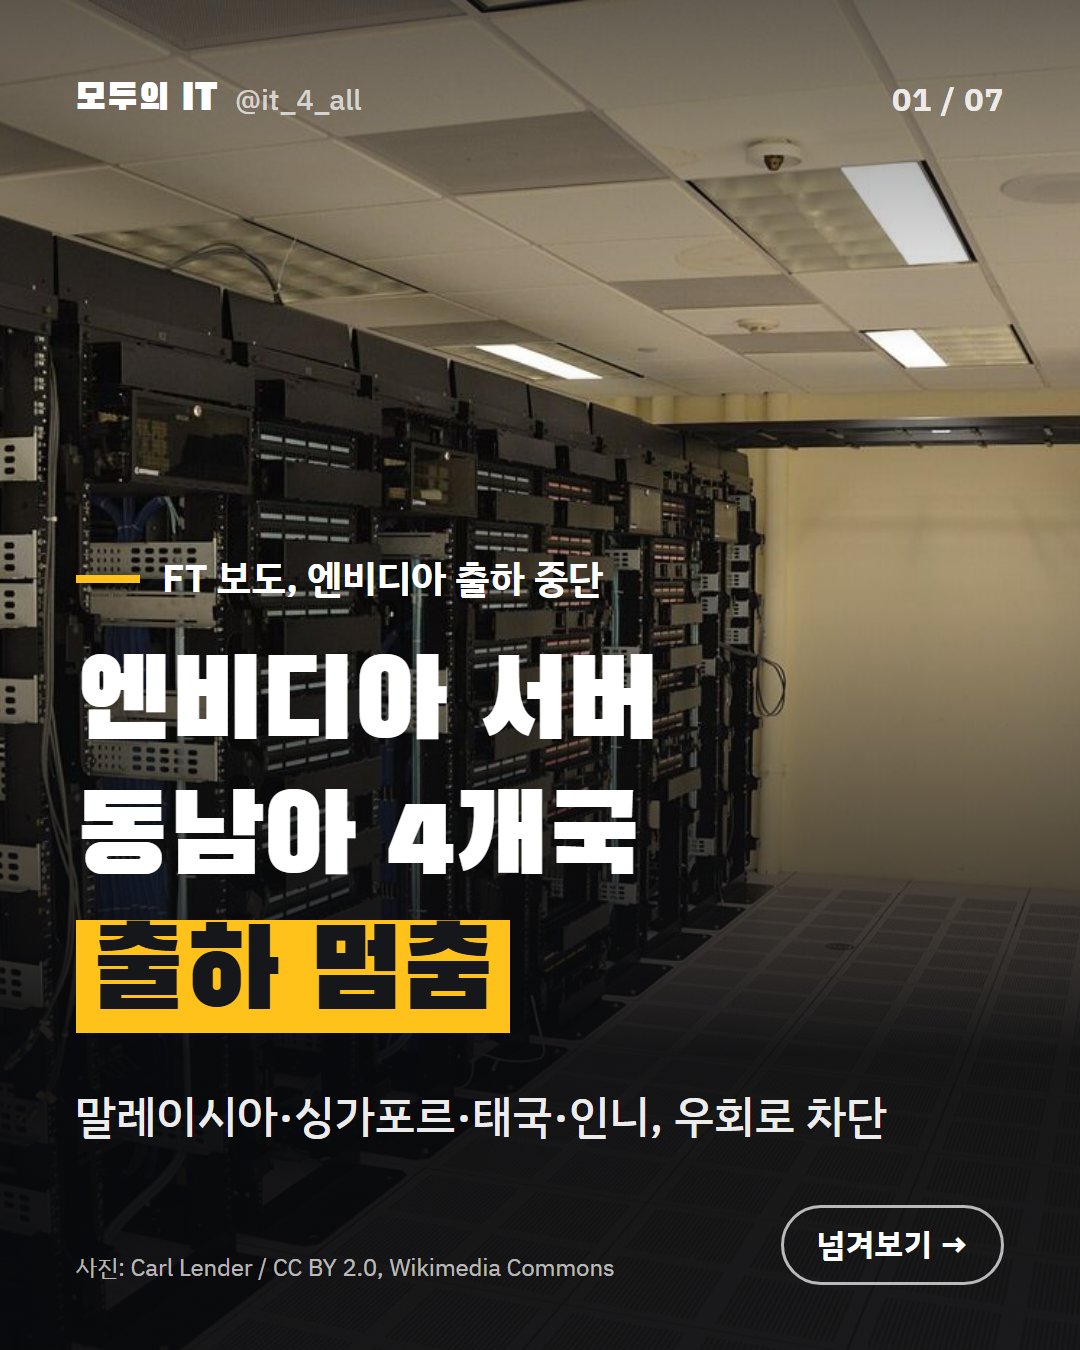 모두의 IT @it_4_all
01 / 07
FT 보도, 엔비디아 출하 중단
엔비디아 서버
동남아 4개국
출하 멈춤
말레이시아·싱가포르·태국·인니, 우회로 차단
넘겨보기 →
사진: Carl Lender / CC BY 2.0, Wikimedia Commons